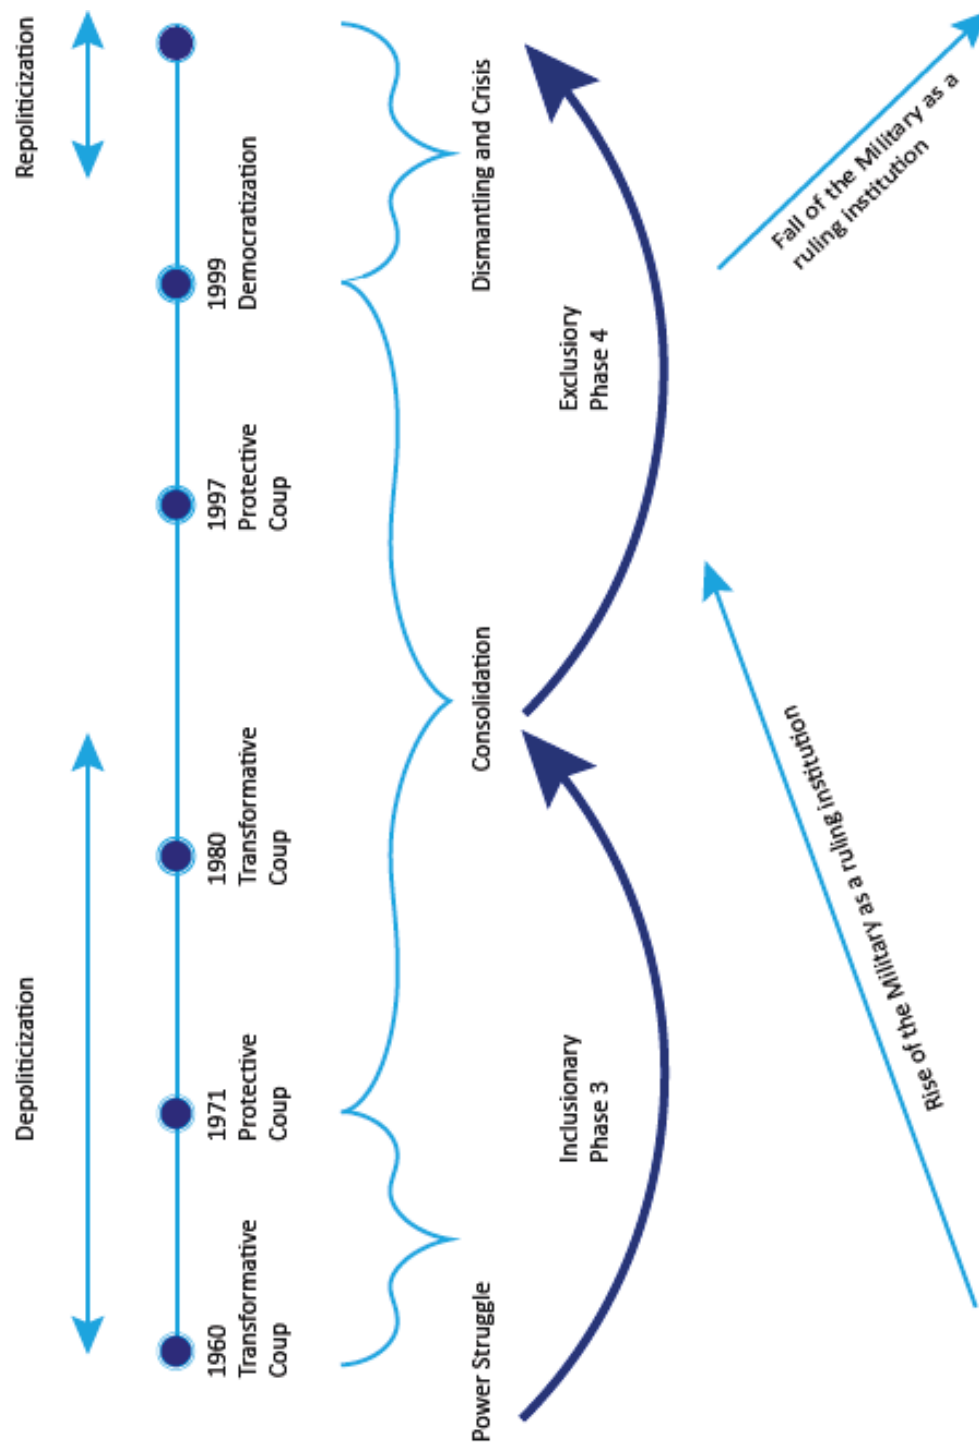 Depoliticization
Repoliticization
1960
Transformative
Coup
1971
Protective
Coup
1980
Transformative
Coup
1997
Protective
Coup
1999
Democratization
Power Struggle
Consolidation
Dismantling and Crisis
Inclusionary
Phase 3
Exclusiory
Phase 4
Rise of the Military as a ruling institution
Fall of the Military as a
ruling institution